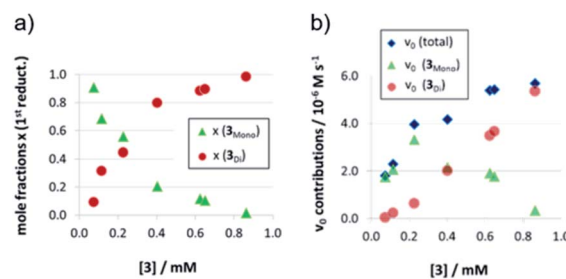 a)
mole fractions x (1st reduct.)
1.0
0.8
0.6
0.4
0.2
0.0
x (3Mono)
x (3Di)
0 0.2 0.4 0.6 0.8 1
[3] / mM
b)
v0 (total)
v0 (3Mono)
v0 (3Di)
v0 contributions / 10-6 M s-1
6.0
4.0
2.0
0.0
0.0 0.2 0.4 0.6 0.8 1.0
[3] / mM